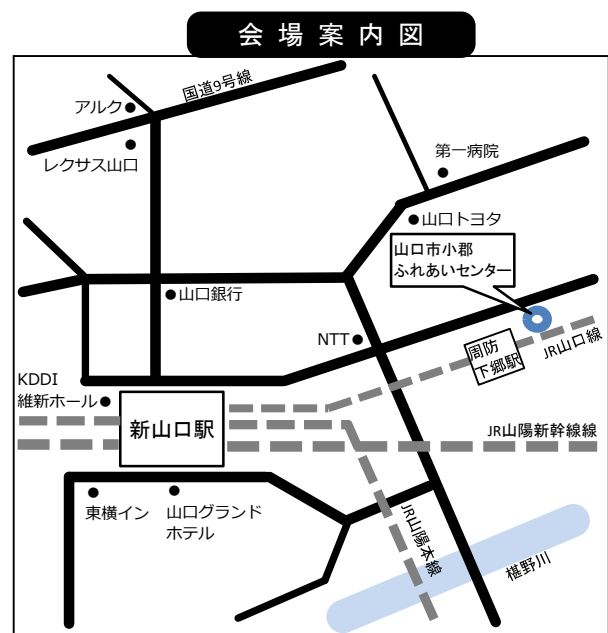 会場案内図
国道9号線
アルク
レクサス山口
第一病院
山口トヨタ
山口市小郡
ふれあいセンター
山口銀行
NTT
周防
下郷駅
JR山口線
KDDI
維新ホール
新山口駅
JR山陽新幹線線
東横イン
山口グランド
ホテル
JR山陽本線
椹野川